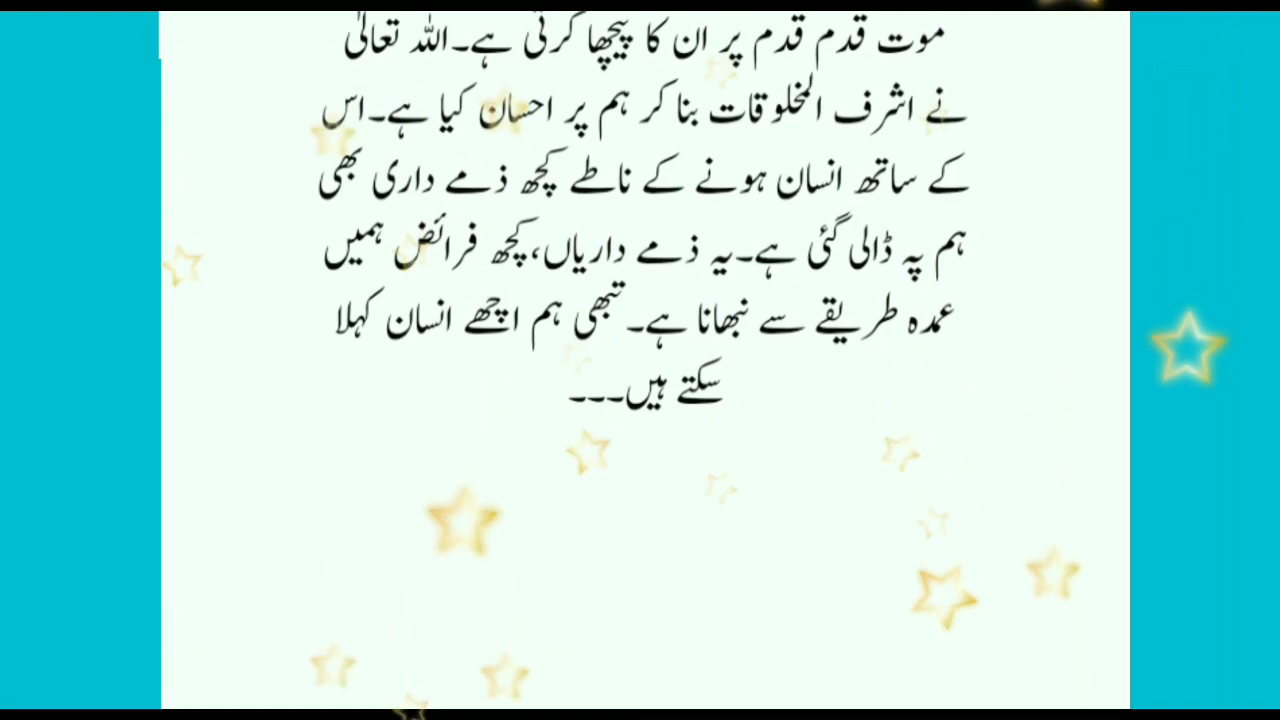 موت قدم قدم پر ان کا پیچھا کرتی ہے۔اللہ تعالیٰ
نے اشرف المخلوقات بنا کر ہم پر احسان کیا ہے۔اس
کے ساتھ انسان ہونے کے ناطے کچھ ذمے داری بھی
ہم پہ ڈالی گئی ہے۔یہ ذمے داریاں،کچھ فرائض ہمیں
عمدہ طریقے سے نبھانا ہے۔تبھی ہم اچھے انسان کہلا
سکتے ہیں۔۔۔